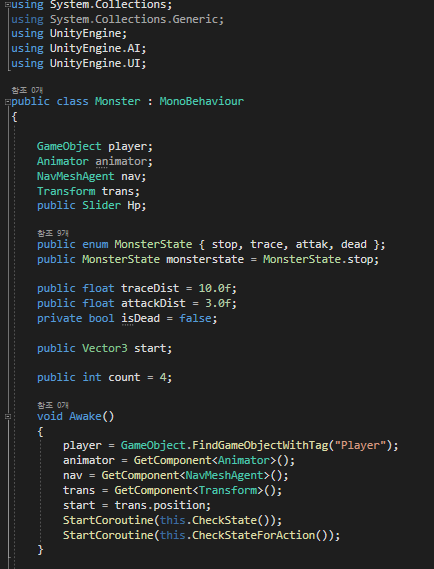 using System.Collections;
using System.Collections.Generic;
using UnityEngine;
using UnityEngine.AI;
using UnityEngine.UI;
참조 0개
public class Monster : MonoBehaviour
{
GameObject player;
Animator animator;
NavMeshAgent nav;
Transform trans;
public Slider Hp;
참조 9개
public enum MonsterState { stop, trace, attak, dead };
public MonsterState monsterstate = MonsterState.stop;
public float traceDist = 10.0f;
public float attackDist = 3.0f;
private bool isDead = false;
public Vector3 start;
public int count = 4;
참조 0개
void Awake()
{
player = GameObject.FindGameObjectWithTag("Player");
animator = GetComponent<Animator>();
nav = GetComponent<NavMeshAgent>();
trans = GetComponent<Transform>();
start = trans.position;
StartCoroutine(this.CheckState());
StartCoroutine(this.CheckStateForAction());
}